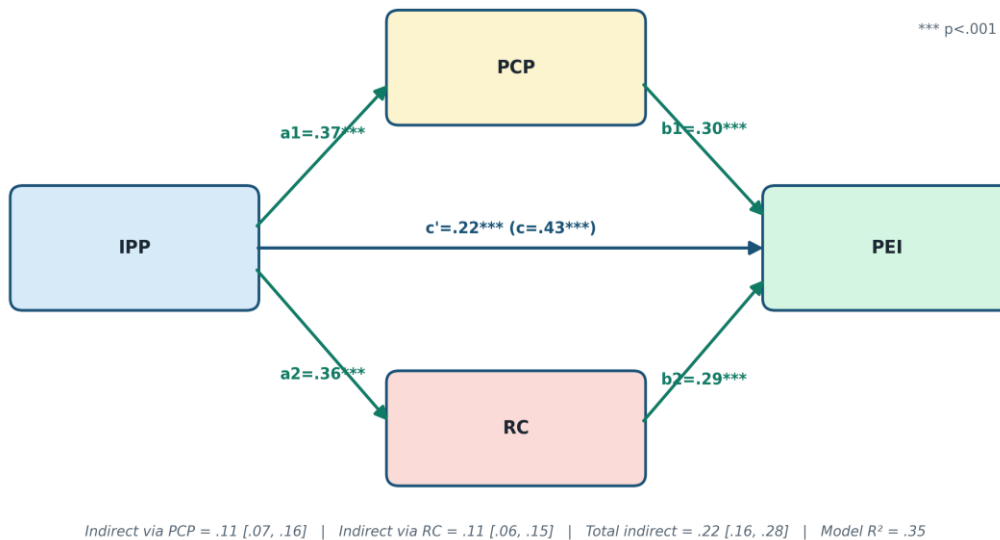 *** p<.001
PCP
a1=.37***
b1=.30***
c'=.22*** (c=.43***)
IPP
PEI
a2=.36***
b2=.29***
RC
Indirect via PCP = .11 [.07, .16] | Indirect via RC = .11 [.06, .15] | Total indirect = .22 [.16, .28] | Model R² = .35